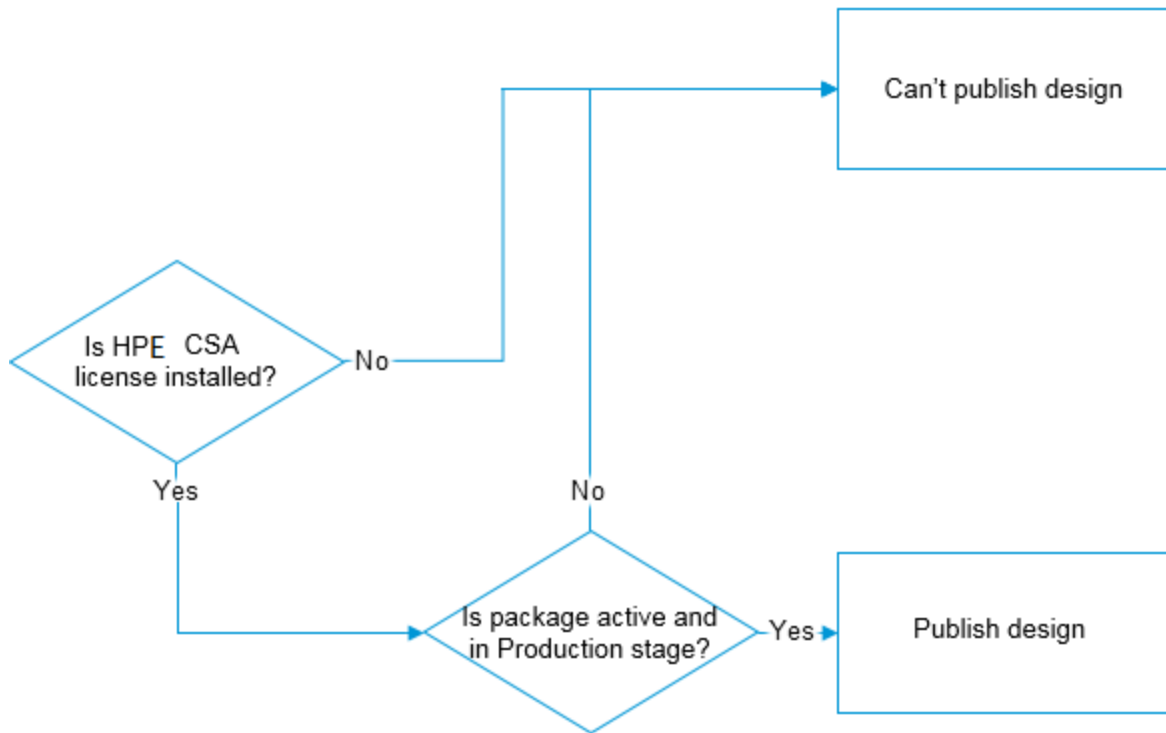 Can't publish design
Is HPE CSA
license installed?
No
Yes
No
Is package active and
in Production stage?
Yes
Publish design